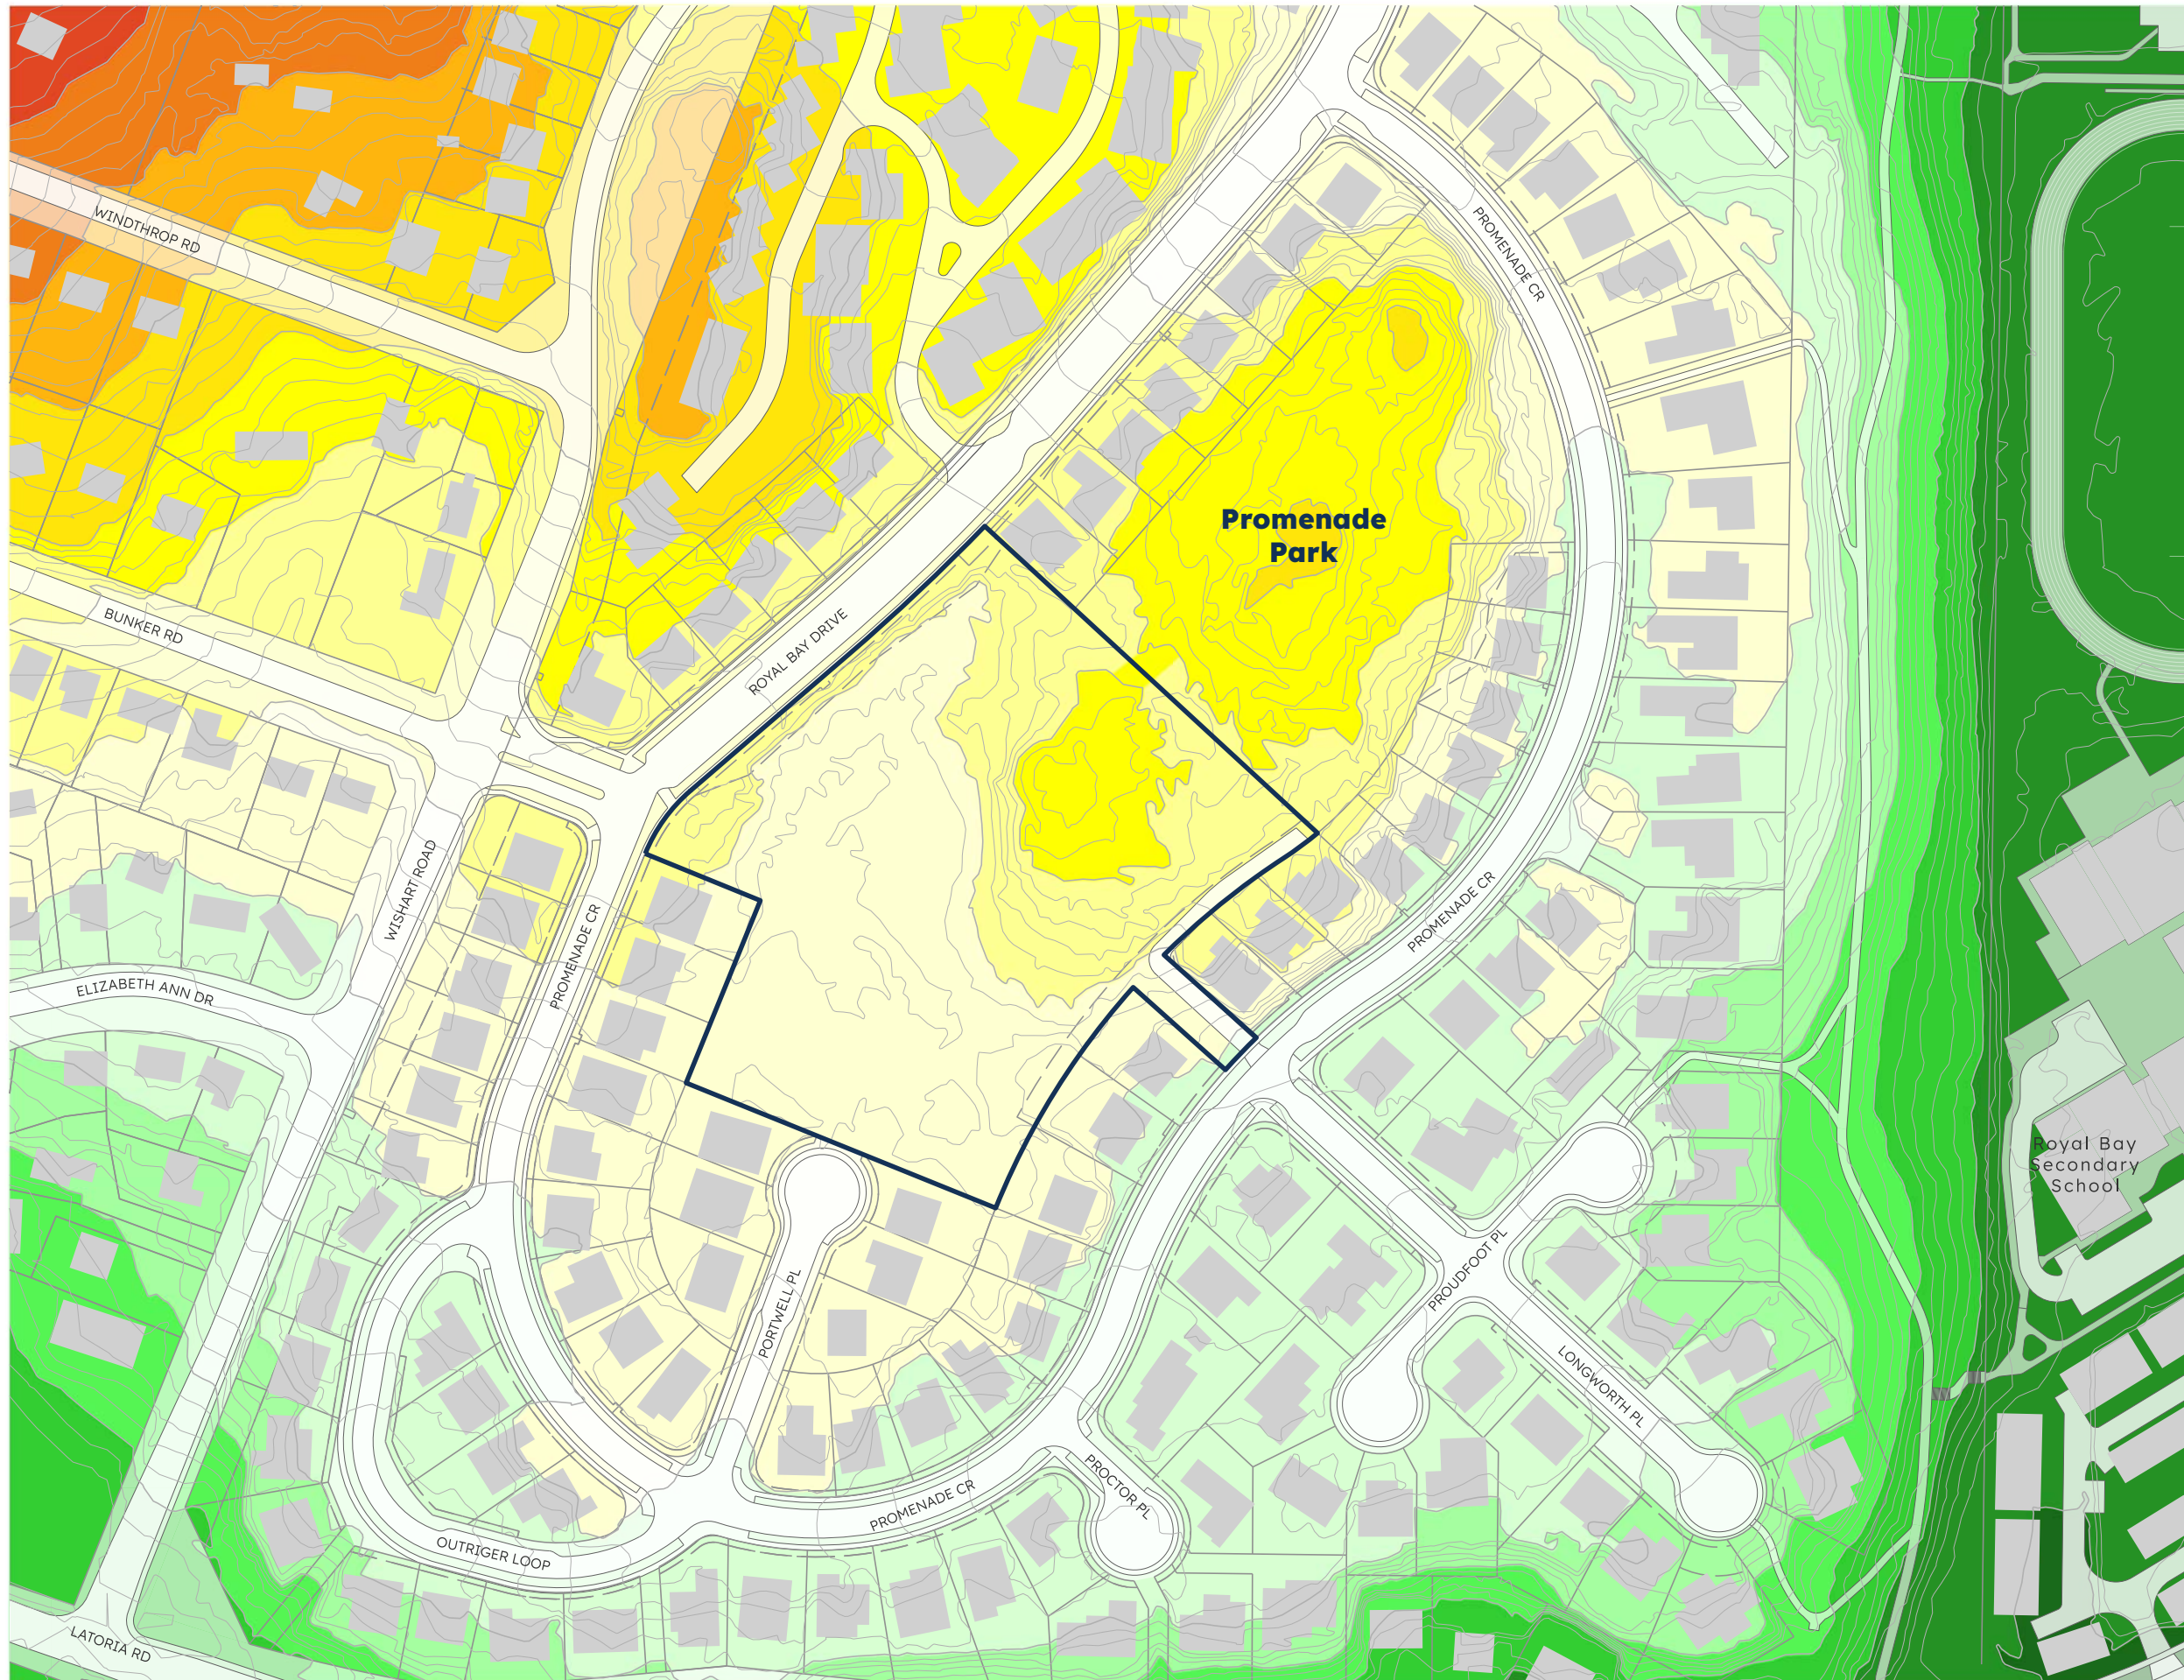 WINDTHROP RD
PROMENADE CR
Promenade
Park
BUNKER RD
ROYAL BAY DRIVE
WISHART ROAD
PROMENADE CR
PROMENADE CR
ELIZABETH ANN DR
Royal Bay
Secondary
School
PROUDFOOT PL
PORTWELL PL
LONGWORTH PL
PROCTOR PL
PROMENADE CR
OUTRIGER LOOP
LATORIA RD